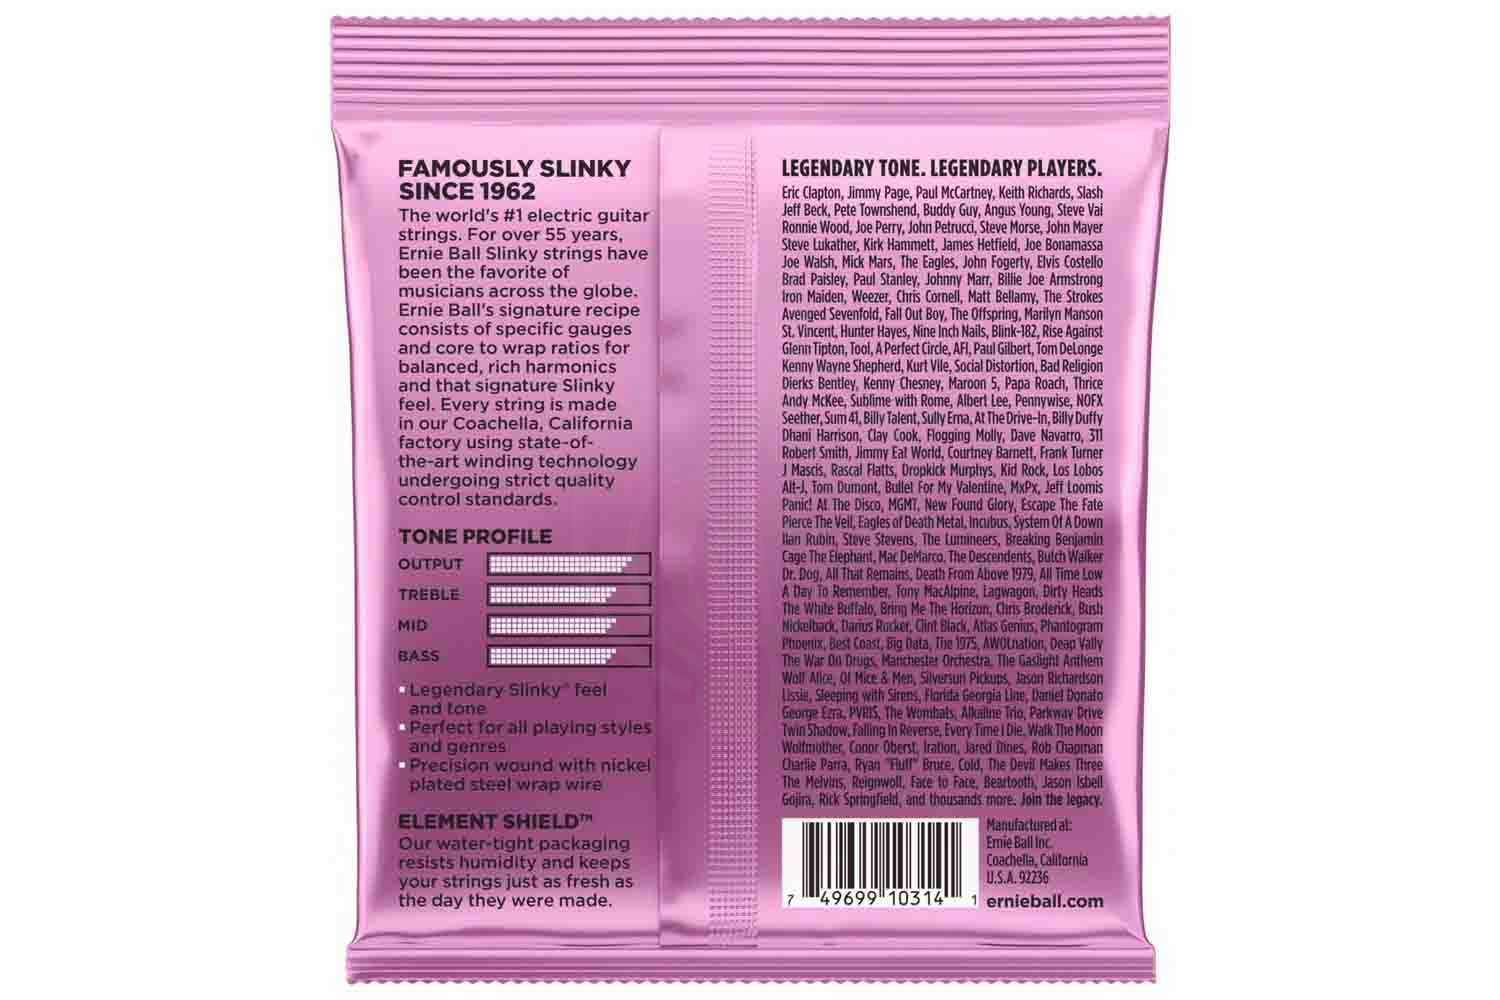 FAMOUSLY SLINKY
SINCE 1962
The world's #1 electric guitar
strings. For over 55 years,
Ernie Ball Slinky strings have
been the favorite of
musicians across the globe.
Ernie Ball's signature recipe
consists of specific gauges
and core to wrap ratios for
balanced, rich harmonics
and that signature Slinky
feel. Every string is made
in our Coachella, California
factory using state-of-
the-art winding technology
undergoing strict quality
control standards.
TONE PROFILE
OUTPUT
TREBLE
MID
BASS
▪ Legendary Slinky® feel
and tone
▪ Perfect for all playing styles
and genres
▪ Precision wound with nickel
plated steel wrap wire
ELEMENT SHIELD™
Our water-tight packaging
resists humidity and keeps
your strings just as fresh as
the day they were made.
LEGENDARY TONE. LEGENDARY PLAYERS.
Eric Clapton, Jimmy Page, Paul McCartney, Keith Richards, Slash
Jeff Beck, Pete Townshend, Buddy Guy, Angus Young, Steve Vai
Ronnie Wood, Joe Perry, John Petrucci, Steve Morse, John Mayer
Steve Lukather, Kirk Hammett, James Hetfield, Joe Bonamassa
Joe Walsh, Mick Mars, The Eagles, John Fogerty, Elvis Costello
Brad Paisley, Paul Stanley, Johnny Marr, Billie Joe Armstrong
Iron Maiden, Weezer, Chris Cornell, Matt Bellamy, The Strokes
Avenged Sevenfold, Fall Out Boy, The Offspring, Marilyn Manson
St. Vincent, Hunter Hayes, Nine Inch Nails, Blink-182, Rise Against
Glenn Tipton, Tool, A Perfect Circle, AFI, Paul Gilbert, Tom DeLonge
Kenny Wayne Shepherd, Kurt Vile, Social Distortion, Bad Religion
Dierks Bentley, Kenny Chesney, Maroon 5, Papa Roach, Thrice
Andy McKee, Sublime with Rome, Albert Lee, Pennywise, NOFX
Seether, Sum 41, Billy Talent, Sully Erna, At The Drive-In, Billy Duffy
Dhani Harrison, Clay Cook, Flogging Molly, Dave Navarro, 311
Robert Smith, Jimmy Eat World, Courtney Barnett, Frank Turner
J Mascis, Rascal Flatts, Dropkick Murphys, Kid Rock, Los Lobos
Alt-J, Tom Dumont, Bullet For My Valentine, MxPx, Jeff Loomis
Panic! At The Disco, MGMT, New Found Glory, Escape The Fate
Pierce The Veil, Eagles of Death Metal, Incubus, System Of A Down
Ilan Rubin, Steve Stevens, The Lumineers, Breaking Benjamin
Cage The Elephant, Mac DeMarco, The Descendents, Butch Walker
Dr. Dog, All That Remains, Death From Above 1979, All Time Low
A Day To Remember, Tony MacAlpine, Lagwagon, Dirty Heads
The White Buffalo, Bring Me The Horizon, Chris Broderick, Bush
Nickelback, Darius Rucker, Clint Black, Atlas Genius, Phantogram
Phoenix, Best Coast, Big Data, The 1975, AWOLnation, Deap Vally
The War On Drugs, Manchester Orchestra, The Gaslight Anthem
Wolf Alice, Of Mice & Men, Silversun Pickups, Jason Richardson
Lissie, Sleeping with Sirens, Florida Georgia Line, Daniel Donato
George Ezra, PVRIS, The Wombats, Alkaline Trio, Parkway Drive
Twin Shadow, Falling In Reverse, Every Time I Die, Walk The Moon
Wolfmother, Conor Oberst, Iration, Jared Dines, Rob Chapman
Charlie Parra, Ryan "Fluff" Bruce, Cold, The Devil Makes Three
The Melvins, Reignwolf, Face to Face, Beartooth, Jason Isbell
Gojira, Rick Springfield, and thousands more. Join the legacy.
7 49699 10314 1
Manufactured at:
Ernie Ball Inc.
Coachella, California
U.S.A. 92236
ernieball.com